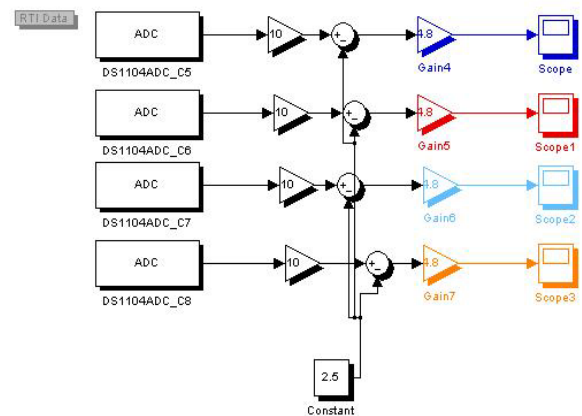 RTI Data
ADC
10
+
−
4.8
DS1104ADC_C5
Gain4
Scope
ADC
10
+
−
4.8
DS1104ADC_C6
Gain5
Scope1
ADC
10
+
−
4.8
DS1104ADC_C7
Gain6
Scope2
ADC
10
+
−
4.8
DS1104ADC_C8
Gain7
Scope3
2.5
Constant